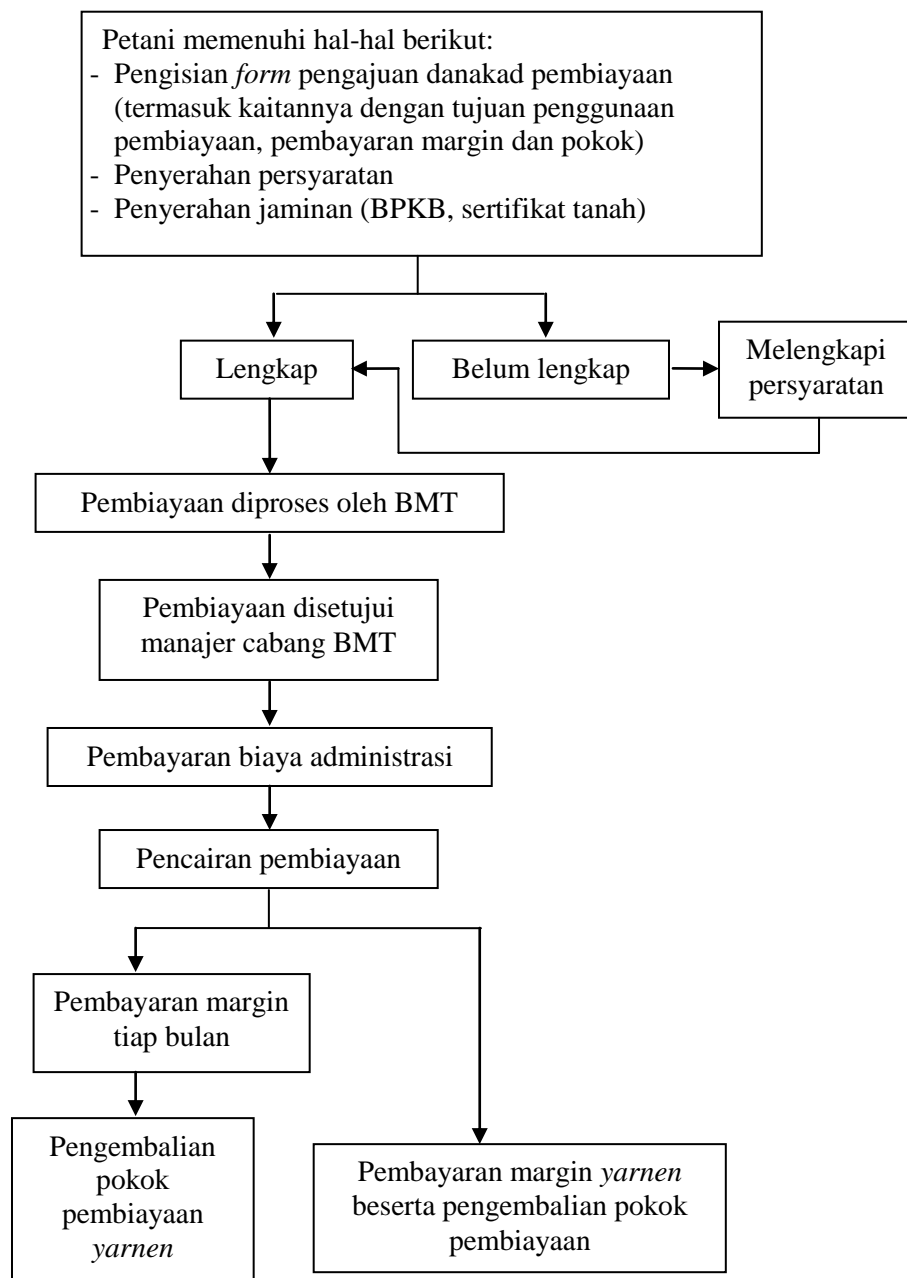 Petani memenuhi hal-hal berikut:
- Pengisian form pengajuan danakad pembiayaan
(termasuk kaitannya dengan tujuan penggunaan
pembiayaan, pembayaran margin dan pokok)
- Penyerahan persyaratan
- Penyerahan jaminan (BPKB, sertifikat tanah)
Lengkap
Belum lengkap
Melengkapi
persyaratan
Pembiayaan diproses oleh BMT
Pembiayaan disetujui
manajer cabang BMT
Pembayaran biaya administrasi
Pencairan pembiayaan
Pembayaran margin
tiap bulan
Pengembalian
pokok
pembiayaan
yarnen
Pembayaran margin yarnen
beserta pengembalian pokok
pembiayaan